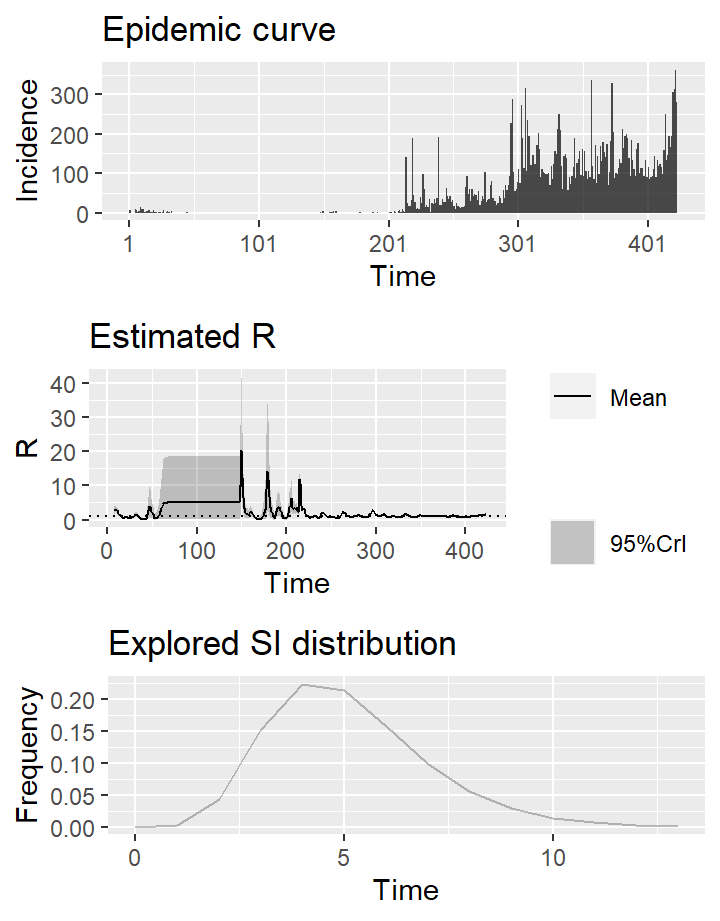 Epidemic curve
Incidence
300
200
100
0
1 101 201 301 401
Time
Estimated R
R
40
30
20
10
0
0 100 200 300 400
Time
Mean
95%CrI
Explored SI distribution
Frequency
0.20
0.15
0.10
0.05
0.00
0 5 10
Time